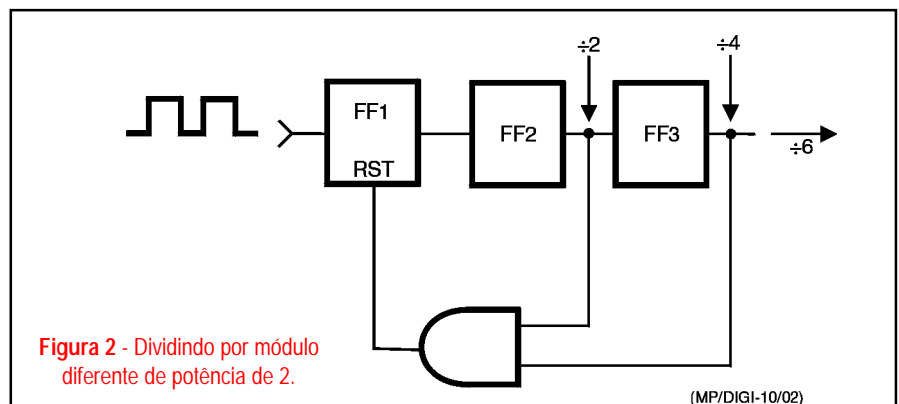 ÷2
÷4
FF1
RST
FF2
FF3
÷6
Figura 2 - Dividindo por módulo
diferente de potência de 2.
(MP/DIGI-10/02)